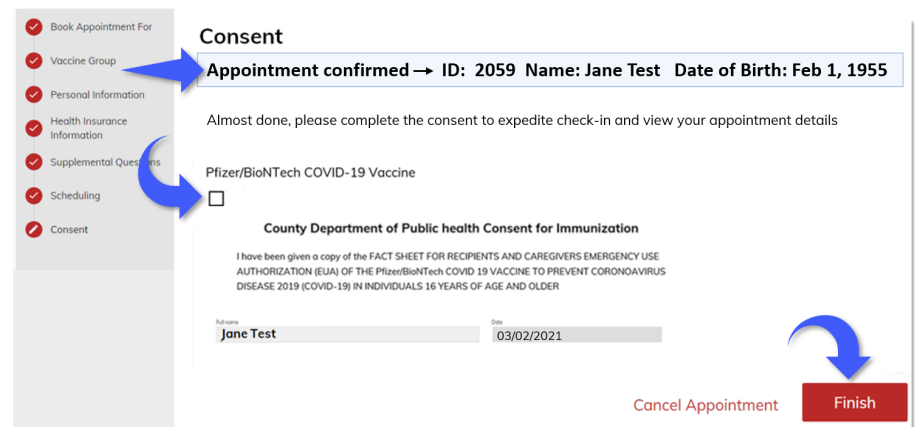 Book Appointment For
Vaccine Group
Personal Information
Health Insurance
Information
Supplemental Questions
Scheduling
Consent
Consent
Appointment confirmed → ID: 2059 Name: Jane Test Date of Birth: Feb 1, 1955
Almost done, please complete the consent to expedite check-in and view your appointment details
Pfizer/BioNTech COVID-19 Vaccine
County Department of Public health Consent for Immunization
I have been given a copy of the FACT SHEET FOR RECIPIENTS AND CAREGIVERS EMERGENCY USE
AUTHORIZATION (EUA) OF THE Pfizer/BioNTech COVID 19 VACCINE TO PREVENT CORONOAVIRUS
DISEASE 2019 (COVID-19) IN INDIVIDUALS 16 YEARS OF AGE AND OLDER
Full name
Jane Test
Date
03/02/2021
Cancel Appointment
Finish